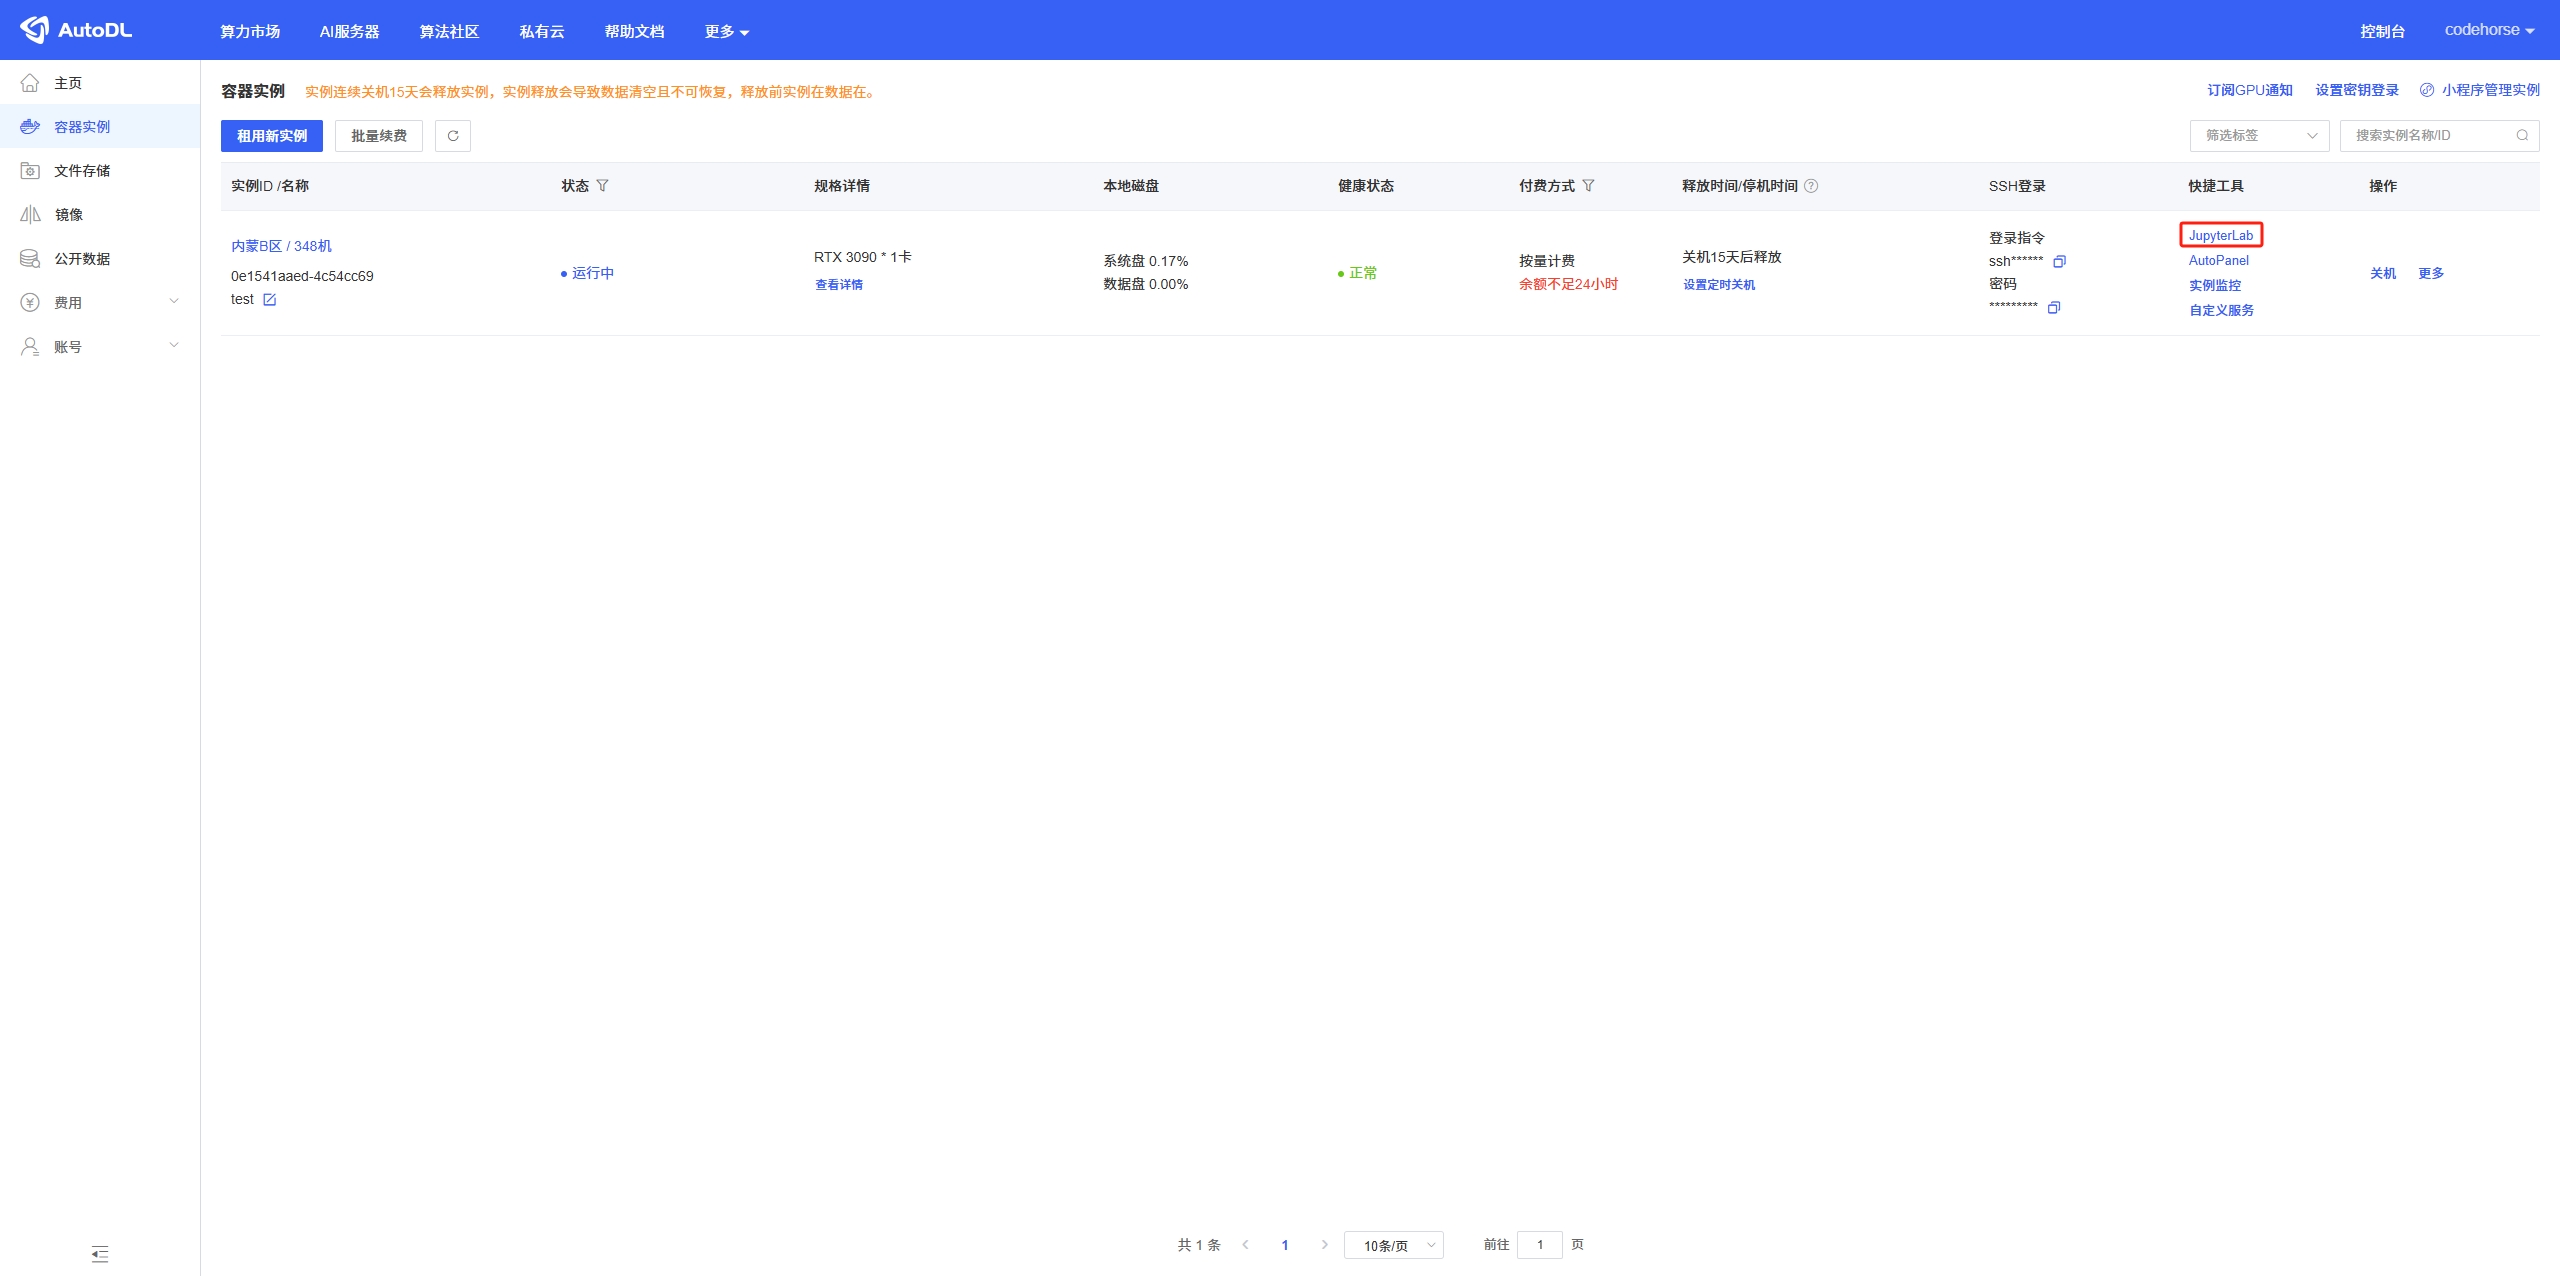 AutoDL 算力市场 AI服务器 算法社区 私有云 帮助文档 更多 控制台 codehorse
主页
容器实例
文件存储
镜像
公开数据
费用
账号
容器实例 实例连续关机15天会释放实例，实例释放会导致数据清空且不可恢复，释放前实例在数据在。 订阅GPU通知 设置密钥登录 小程序管理实例
租用新实例 批量续费 筛选标签 搜索实例名称/ID
实例ID /名称 状态 规格详情 本地磁盘 健康状态 付费方式 释放时间/停机时间 SSH登录 快捷工具 操作
内蒙B区 / 348机
0e1541aaed-4c54cc69
test
运行中
RTX 3090 * 1卡
查看详情
系统盘 0.17%
数据盘 0.00%
正常
按量计费
余额不足24小时
关机15天后释放
设置定时关机
登录指令
ssh******
密码
*********
JupyterLab
AutoPanel
实例监控
自定义服务
关机 更多
共 1 条 1 10条/页 前往 1 页